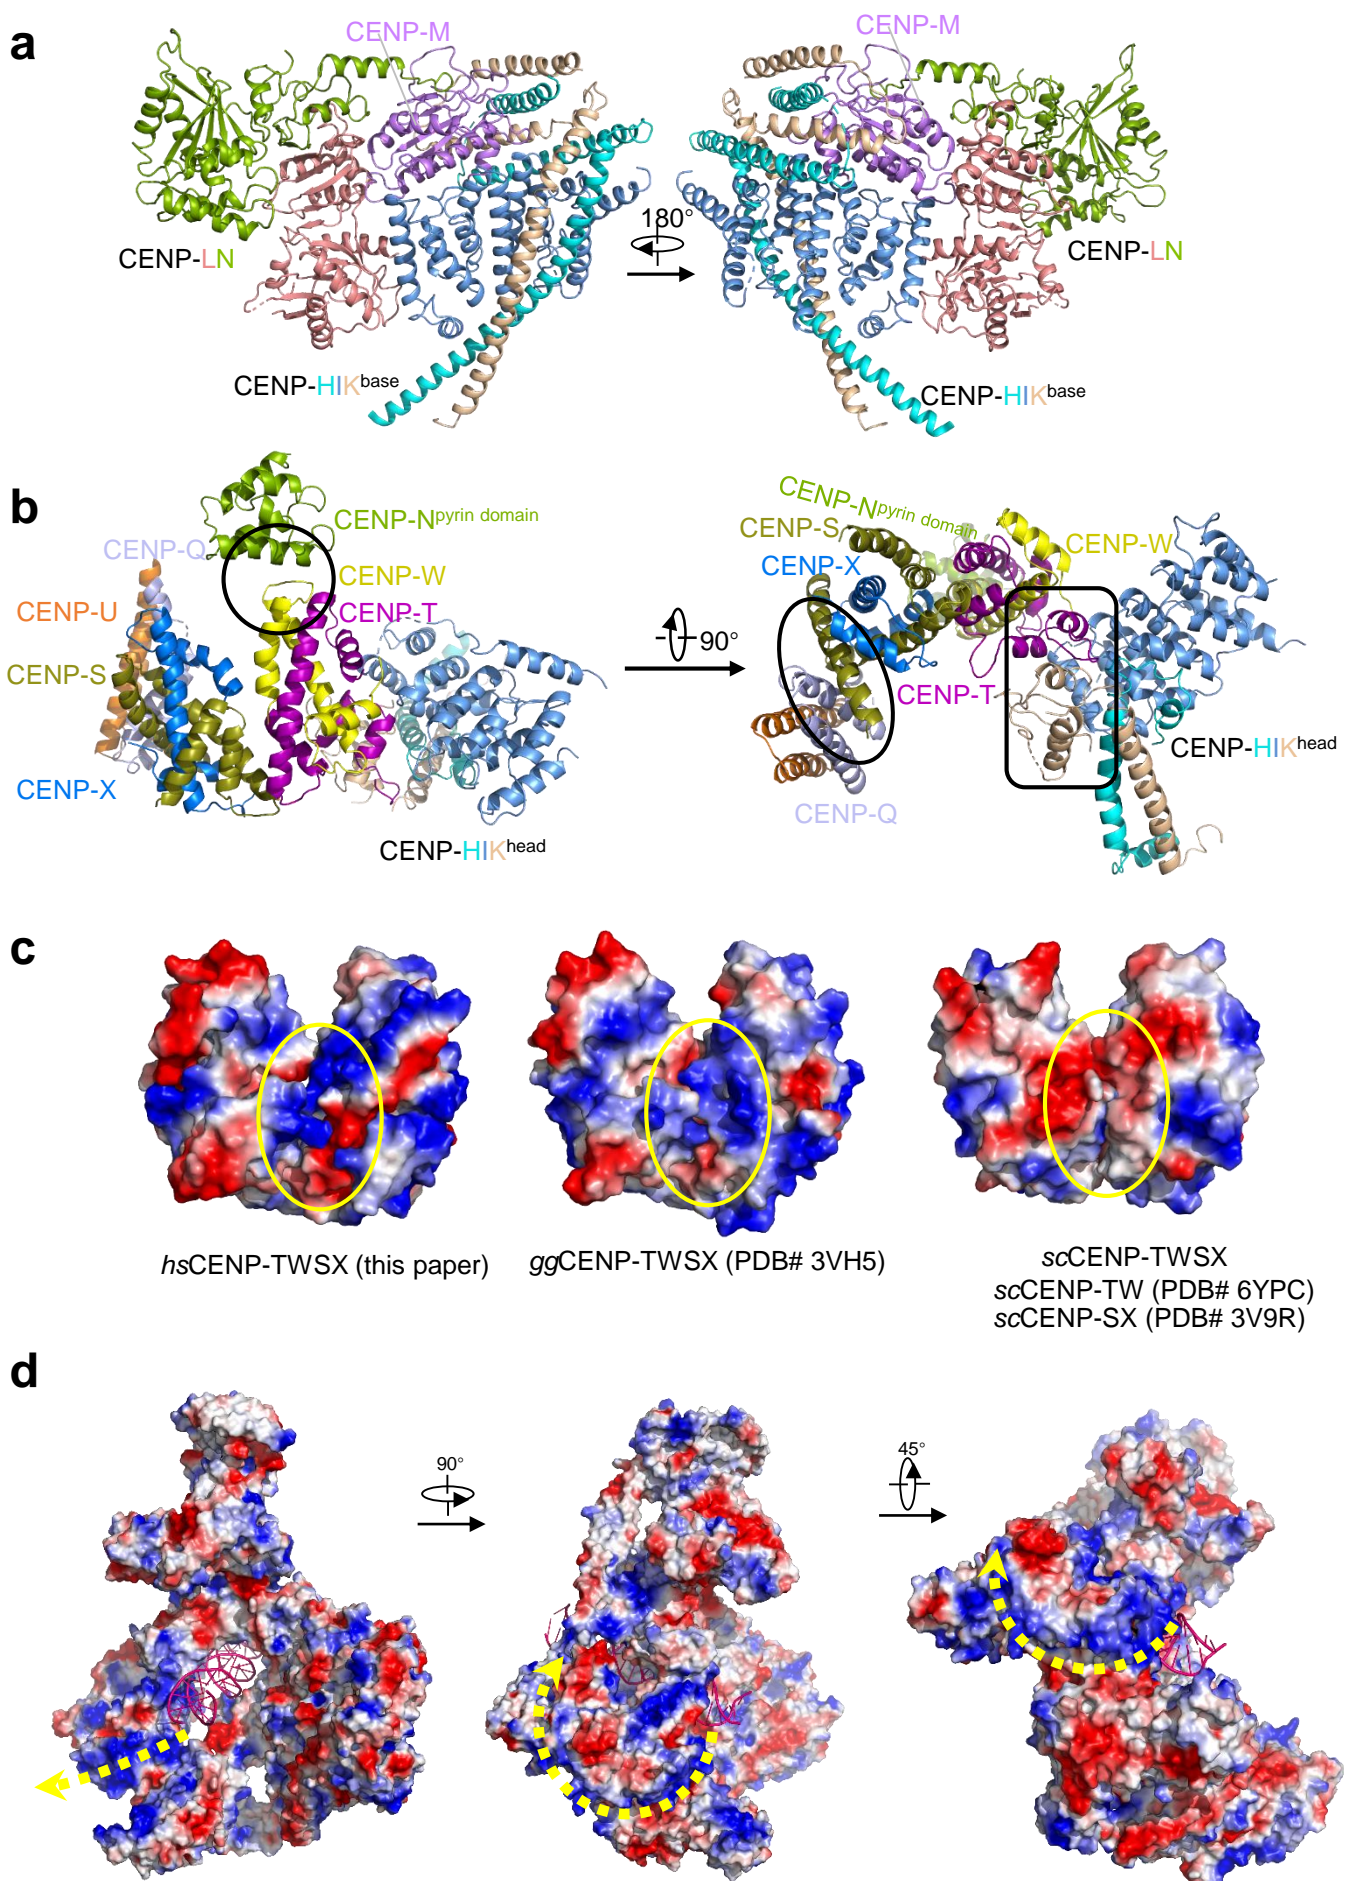 a
CENP-M
CENP-M
CENP-LN
180°
CENP-LN
CENP-HIKbase
CENP-HIKbase
b
CENP-Npyrin domain
CENP-Q
CENP-W
CENP-U
CENP-T
CENP-S
CENP-X
CENP-HIKhead
90°
CENP-Npyrin domain
CENP-S
CENP-W
CENP-X
CENP-T
CENP-HIKhead
CENP-Q
c
hsCENP-TWSX (this paper)
ggCENP-TWSX (PDB# 3VH5)
scCENP-TWSX
scCENP-TW (PDB# 6YPC)
scCENP-SX (PDB# 3V9R)
d
90°
45°